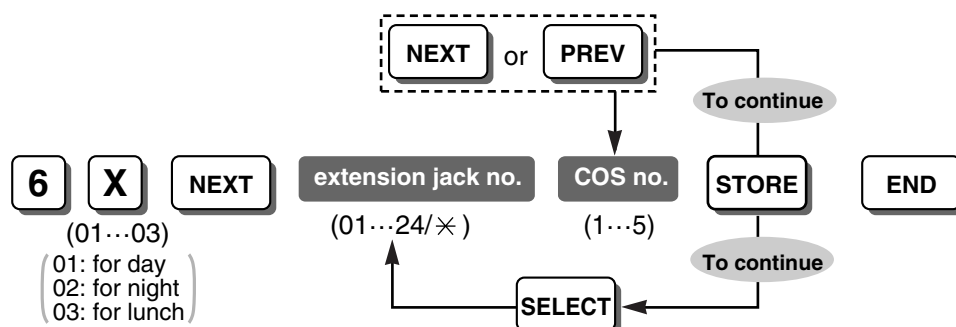 NEXT or PREV
To continue
6 X NEXT extension jack no. COS no. STORE END
(01···03) (01···24/✳) (1···5)
01: for day
02: for night
03: for lunch
To continue
SELECT